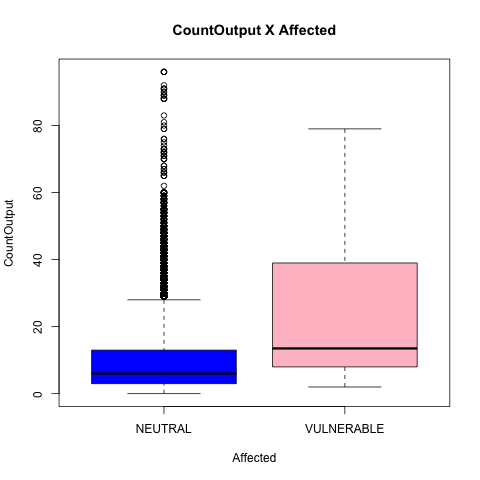 CountOutput X Affected
CountOutput
80
60
40
20
0
NEUTRAL VULNERABLE
Affected